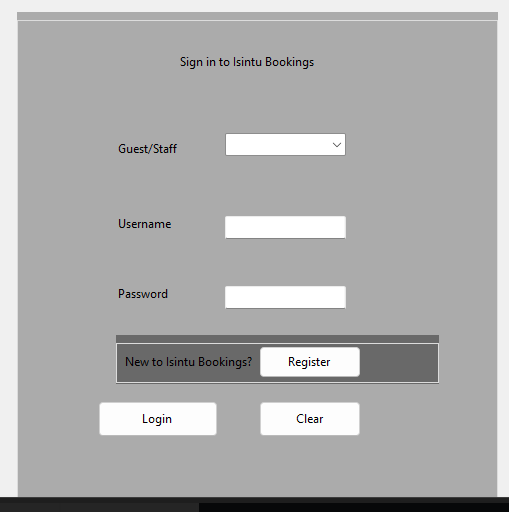 Sign in to Isintu Bookings
Guest/Staff
Username
Password
New to Isintu Bookings? Register
Login Clear